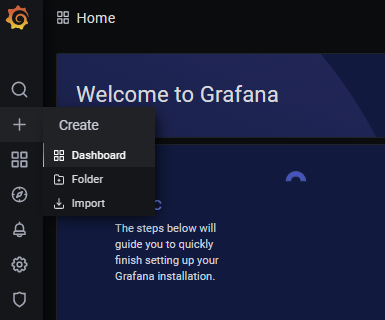 Home
Welcome to Grafana
Create
Dashboard
Folder
Import
The steps below will
guide you to quickly
finish setting up your
Grafana installation.